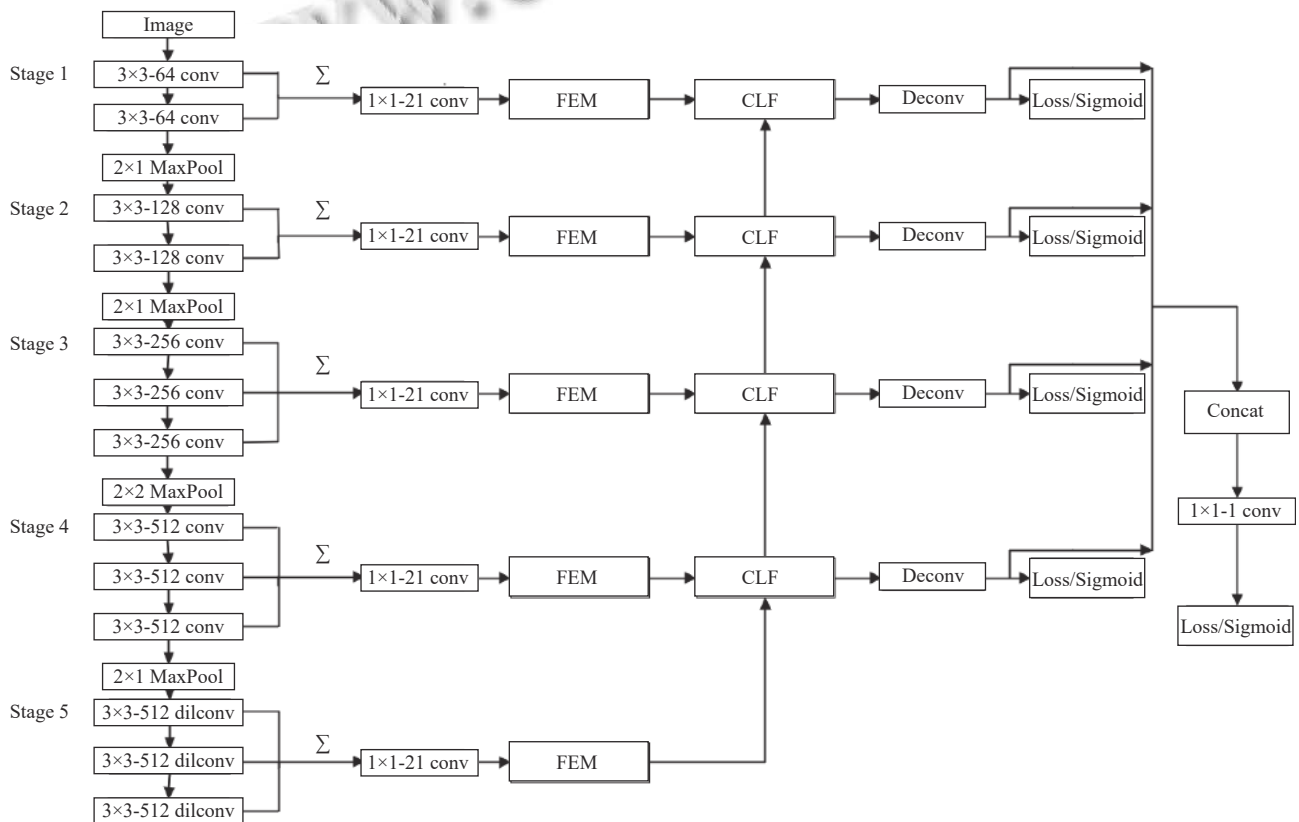 Image
Stage 1
3×3-64 conv
3×3-64 conv
∑
1×1-21 conv
FEM
CLF
Deconv
Loss/Sigmoid
2×1 MaxPool
Stage 2
3×3-128 conv
3×3-128 conv
∑
1×1-21 conv
FEM
CLF
Deconv
Loss/Sigmoid
2×1 MaxPool
Stage 3
3×3-256 conv
3×3-256 conv
3×3-256 conv
∑
1×1-21 conv
FEM
CLF
Deconv
Loss/Sigmoid
2×2 MaxPool
Stage 4
3×3-512 conv
3×3-512 conv
3×3-512 conv
∑
1×1-21 conv
FEM
CLF
Deconv
Loss/Sigmoid
2×1 MaxPool
Stage 5
3×3-512 dilconv
3×3-512 dilconv
3×3-512 dilconv
∑
1×1-21 conv
FEM
Concat
1×1-1 conv
Loss/Sigmoid